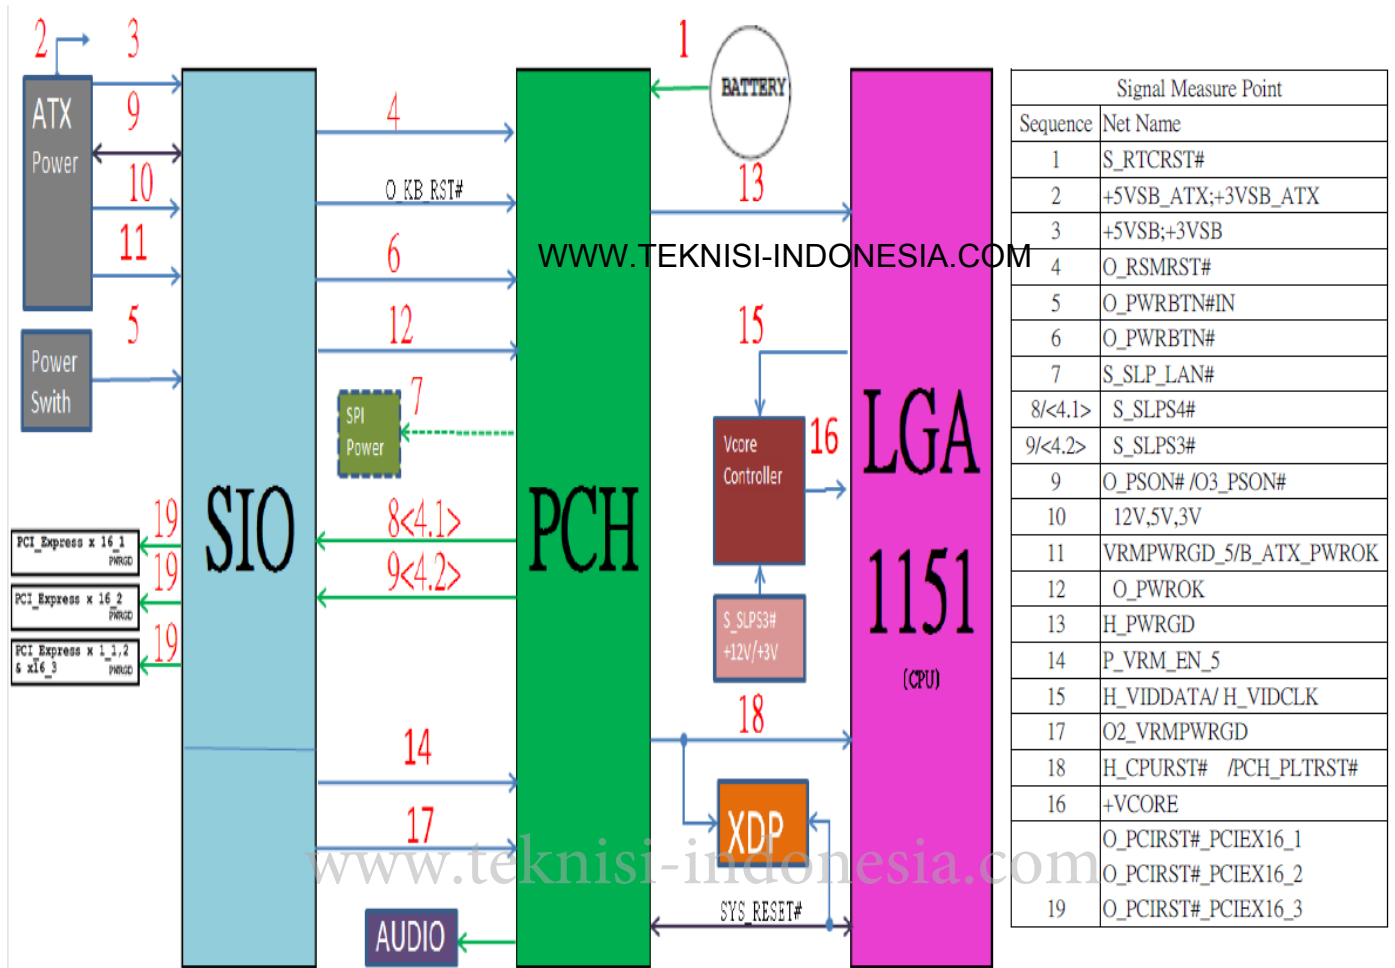 2
3
ATX
Power
9
10
11
5
Power
Swith
SIO
4
O_KB_RST#
6
12
SPI
Power
7
8<4.1>
9<4.2>
14
17
PCI_Express x 16_1
PWRGD
19
PCI_Express x 16_2
PWRGD
19
PCI_Express x 1_1,2
& x16_3 PWRGD
19
PCH
AUDIO
1
BATTERY
13
WWW.TEKNISI-INDONESIA.COM
15
Vcore
Controller
16
S_SLPS3#
+12V/+3V
18
XDP
SYS_RESET#
LGA
1151
(CPU)
www.teknisi-indonesia.com
Signal Measure Point
Sequence Net Name
1 S_RTCRST#
2 +5VSB_ATX;+3VSB_ATX
3 +5VSB;+3VSB
4 O_RSMRST#
5 O_PWRBTN#IN
6 O_PWRBTN#
7 S_SLP_LAN#
8/<4.1> S_SLPS4#
9/<4.2> S_SLPS3#
9 O_PSON# /O3_PSON#
10 12V,5V,3V
11 VRMPWRGD_5/B_ATX_PWROK
12 O_PWROK
13 H_PWRGD
14 P_VRM_EN_5
15 H_VIDDATA/ H_VIDCLK
17 O2_VRMPWRGD
18 H_CPURST# /PCH_PLTRST#
16 +VCORE
O_PCIRST#_PCIEX16_1
O_PCIRST#_PCIEX16_2
19 O_PCIRST#_PCIEX16_3